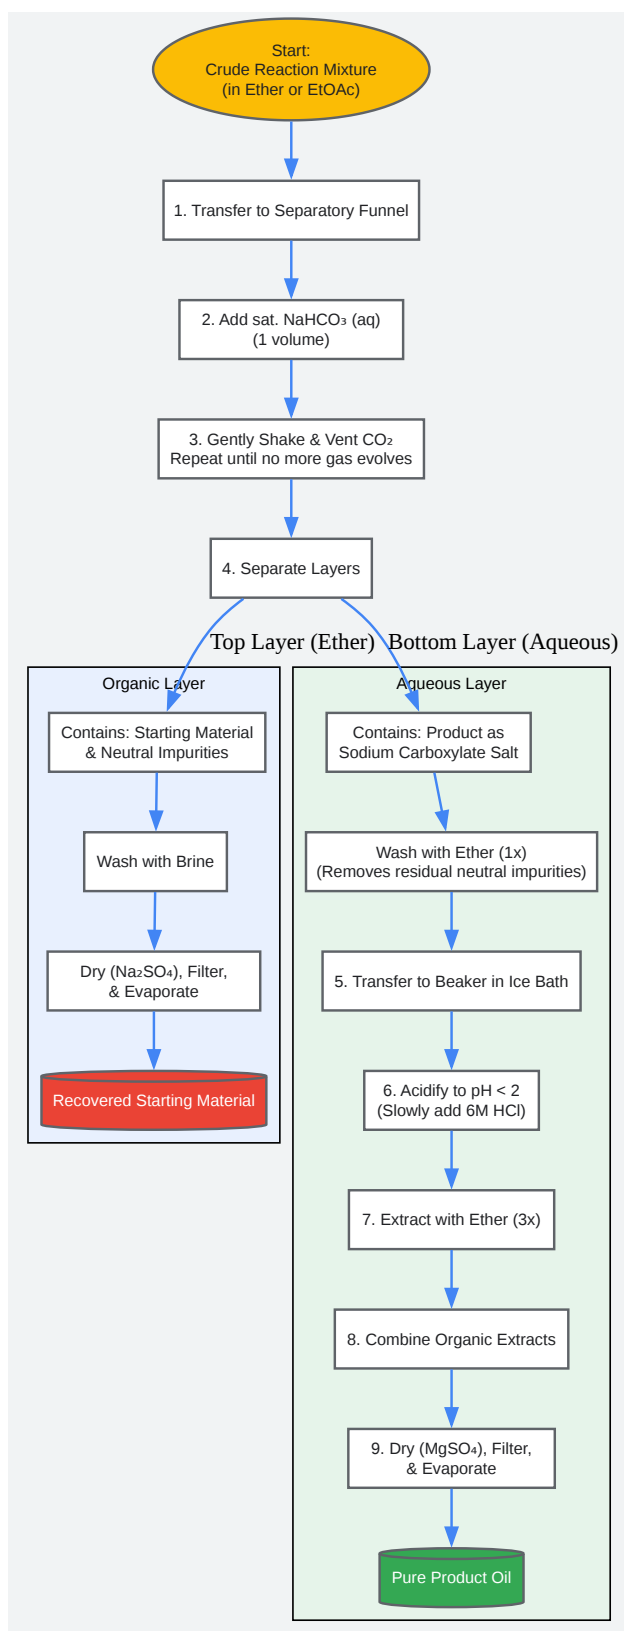 Start:
Crude Reaction Mixture
(in Ether or EtOAc)
1. Transfer to Separatory Funnel
2. Add sat. NaHCO₃ (aq)
(1 volume)
3. Gently Shake & Vent CO₂
Repeat until no more gas evolves
4. Separate Layers
Top Layer (Ether)
Bottom Layer (Aqueous)
Organic Layer
Contains: Starting Material
& Neutral Impurities
Wash with Brine
Dry (Na₂SO₄), Filter,
& Evaporate
Recovered Starting Material
Aqueous Layer
Contains: Product as
Sodium Carboxylate Salt
Wash with Ether (1x)
(Removes residual neutral impurities)
5. Transfer to Beaker in Ice Bath
6. Acidify to pH < 2
(Slowly add 6M HCl)
7. Extract with Ether (3x)
8. Combine Organic Extracts
9. Dry (MgSO₄), Filter,
& Evaporate
Pure Product Oil